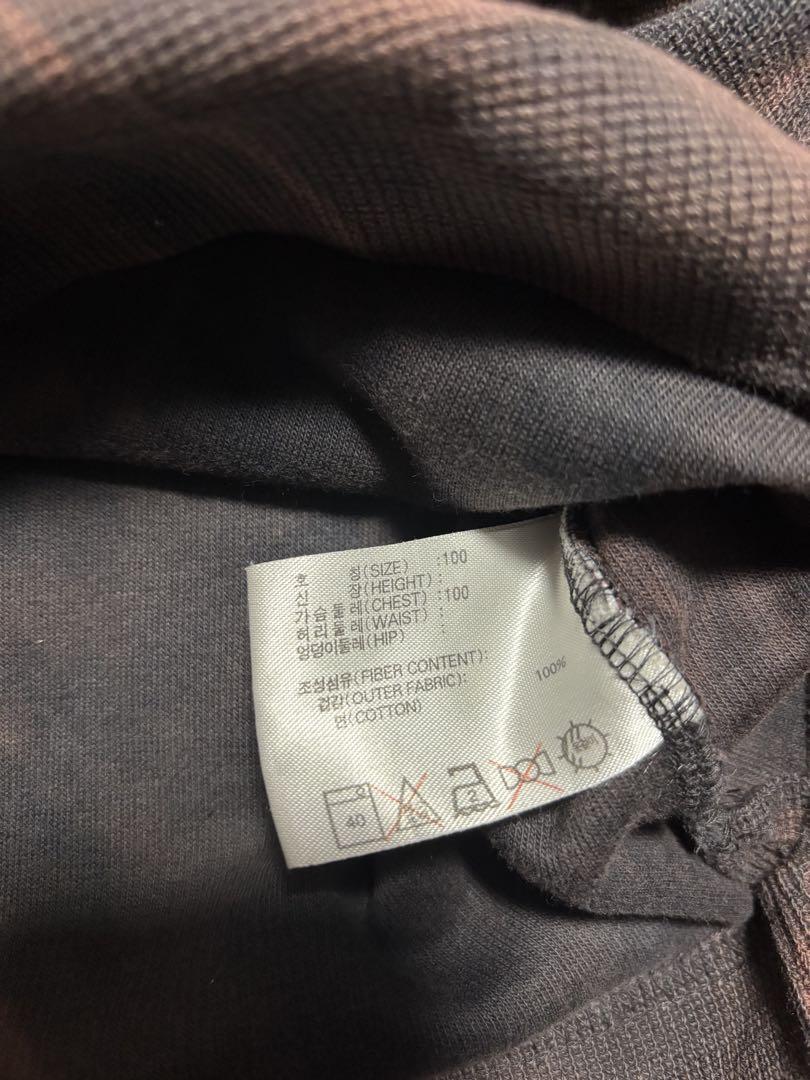 호 칭(SIZE) :100
신 장(HEIGHT) :
가 슴 둘 레(CHEST) :100
허 리 둘 레(WAIST) :
엉덩이둘레(HIP) :
조성섬유(FIBER CONTENT):
겉감(OUTER FABRIC):
면(COTTON) 100%
40
2